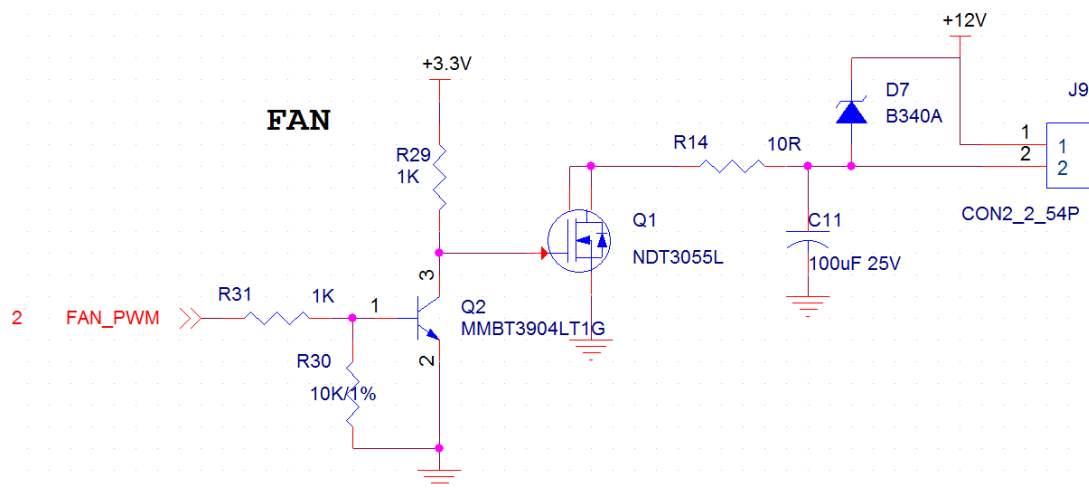 +12V
+3.3V
D7
B340A
J9
FAN
R29
1K
R14
10R
1
2
1
2
Q1
NDT3055L
C11
100uF 25V
CON2_2_54P
3
R31
1K
1
Q2
MMBT3904LT1G
2
FAN_PWM
R30
10K/1%
2